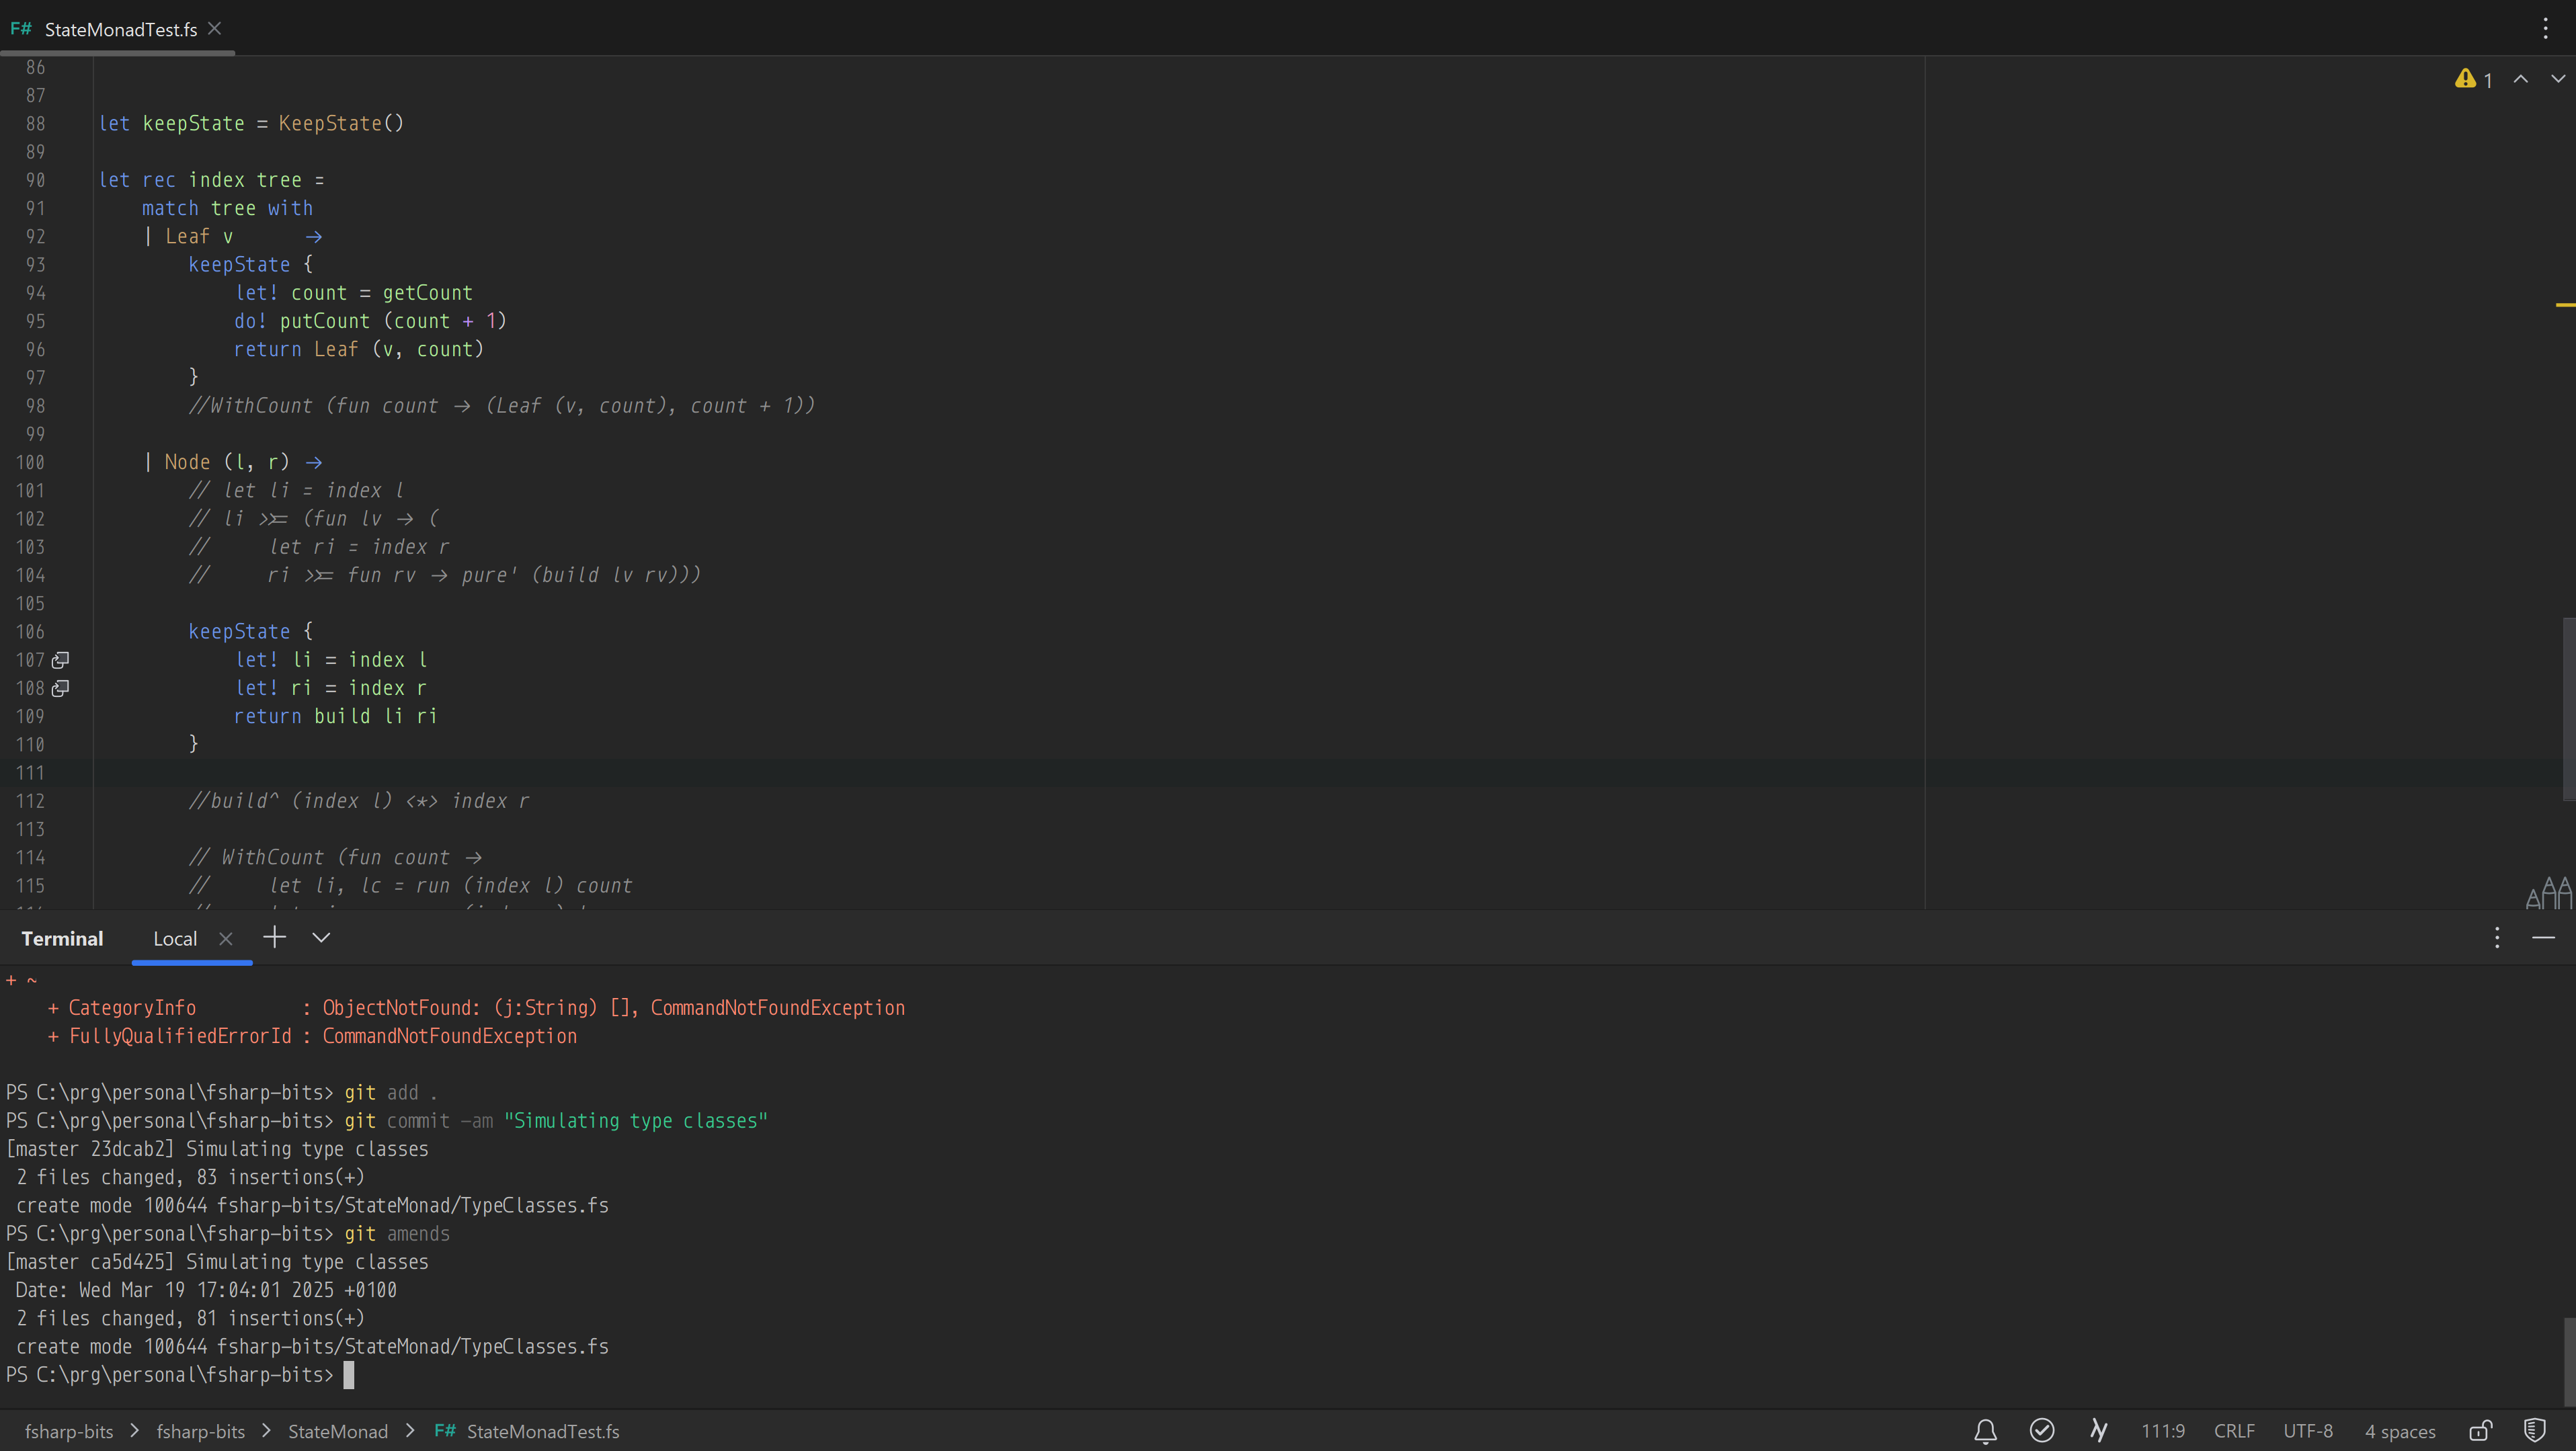 F# StateMonadTest.fs
86
87
88 let keepState = KeepState()
89
90 let rec index tree =
91 match tree with
92 | Leaf v →
93 keepState {
94 let! count = getCount
95 do! putCount (count + 1)
96 return Leaf (v, count)
97 }
98 //WithCount (fun count → (Leaf (v, count), count + 1))
99
100 | Node (l, r) →
101 // let li = index l
102 // li >>= (fun lv → (
103 // let ri = index r
104 // ri >>= fun rv → pure' (build lv rv)))
105
106 keepState {
107 let! li = index l
108 let! ri = index r
109 return build li ri
110 }
111
112 //build^ (index l) <*> index r
113
114 // WithCount (fun count →
115 // let li, lc = run (index l) count
1
Terminal Local
+ ~
+ CategoryInfo : ObjectNotFound: (j:String) [], CommandNotFoundException
+ FullyQualifiedErrorId : CommandNotFoundException
PS C:\prg\personal\fsharp-bits> git add .
PS C:\prg\personal\fsharp-bits> git commit -am "Simulating type classes"
[master 23dcab2] Simulating type classes
2 files changed, 83 insertions(+)
create mode 100644 fsharp-bits/StateMonad/TypeClasses.fs
PS C:\prg\personal\fsharp-bits> git amends
[master ca5d425] Simulating type classes
Date: Wed Mar 19 17:04:01 2025 +0100
2 files changed, 81 insertions(+)
create mode 100644 fsharp-bits/StateMonad/TypeClasses.fs
PS C:\prg\personal\fsharp-bits>
fsharp-bits > fsharp-bits > StateMonad > F# StateMonadTest.fs
111:9 CRLF UTF-8 4 spaces